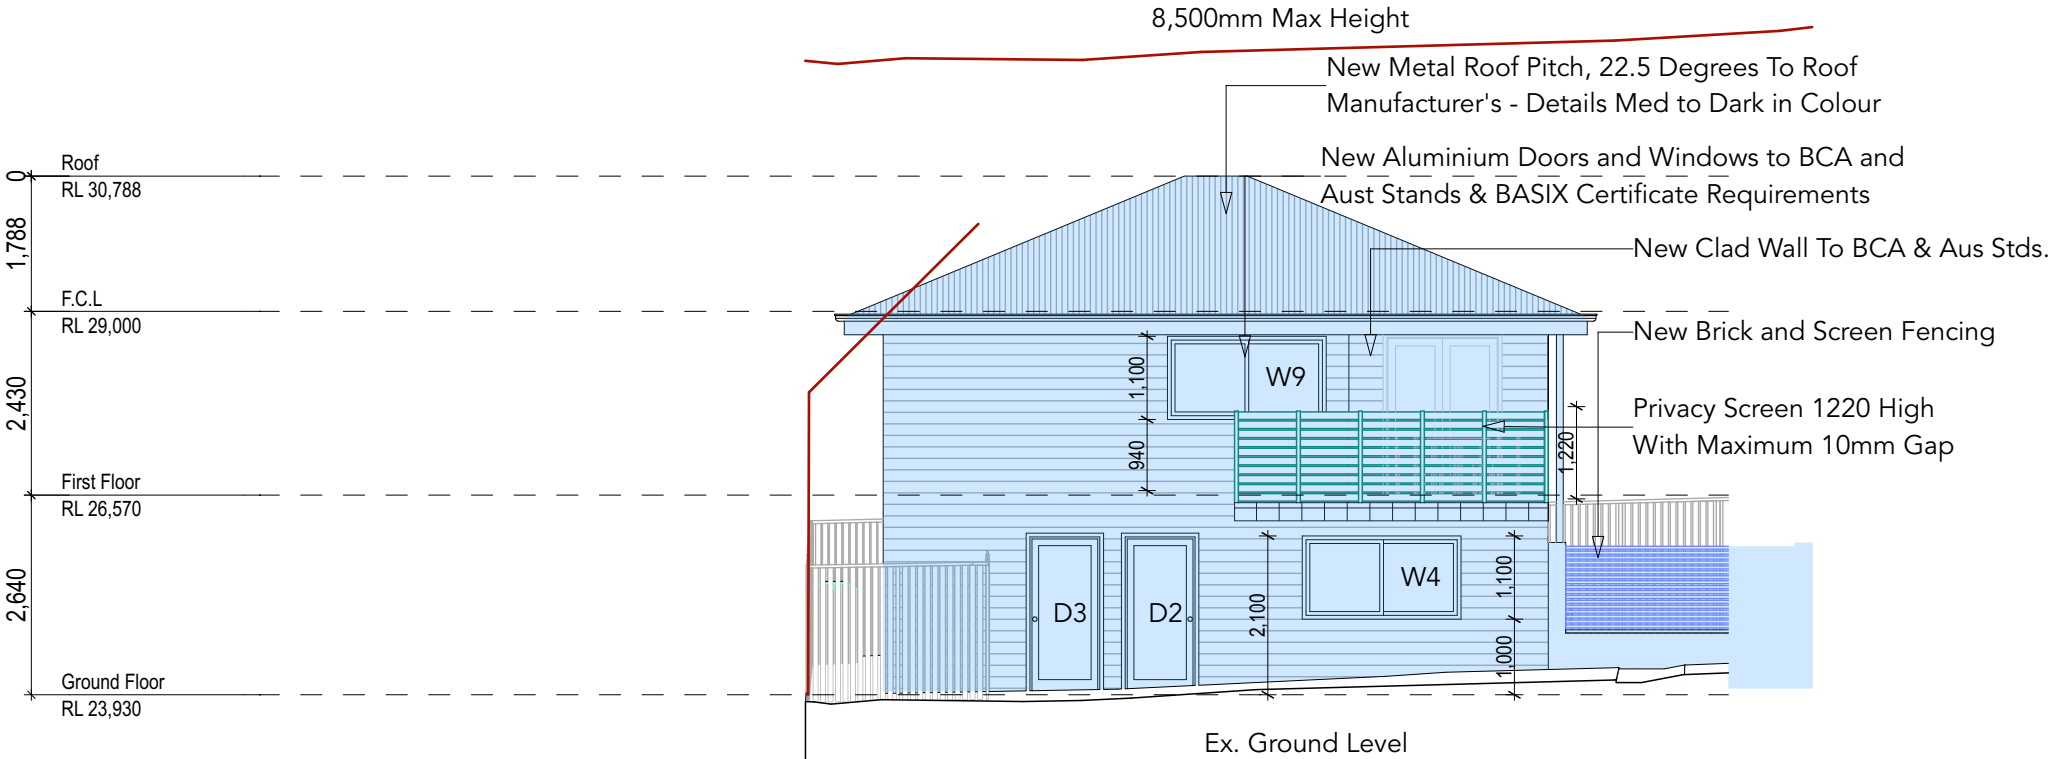 8,500mm Max Height
New Metal Roof Pitch, 22.5 Degrees To Roof
Manufacturer's - Details Med to Dark in Colour
New Aluminium Doors and Windows to BCA and
Aust Stands & BASIX Certificate Requirements
New Clad Wall To BCA & Aus Stds.
New Brick and Screen Fencing
Privacy Screen 1220 High
With Maximum 10mm Gap
Roof
RL 30,788
F.C.L
RL 29,000
First Floor
RL 26,570
Ground Floor
RL 23,930
0
1,788
2,430
2,640
1,100
940
W9
1,220
D3
D2
2,100
W4
1,100
1,000
Ex. Ground Level